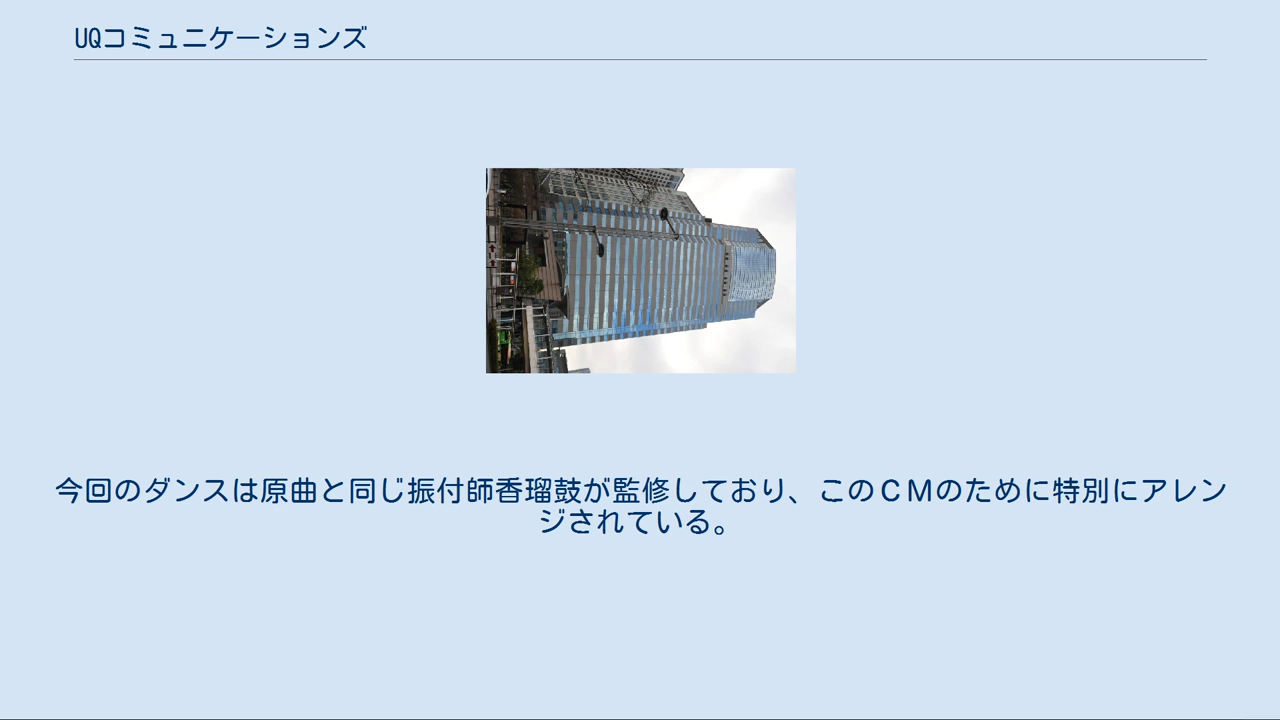 UQコミュニケーションズ
今回のダンスは原曲と同じ振付師香瑠鼓が監修しており、このＣＭのために特別にアレン
ジされている。